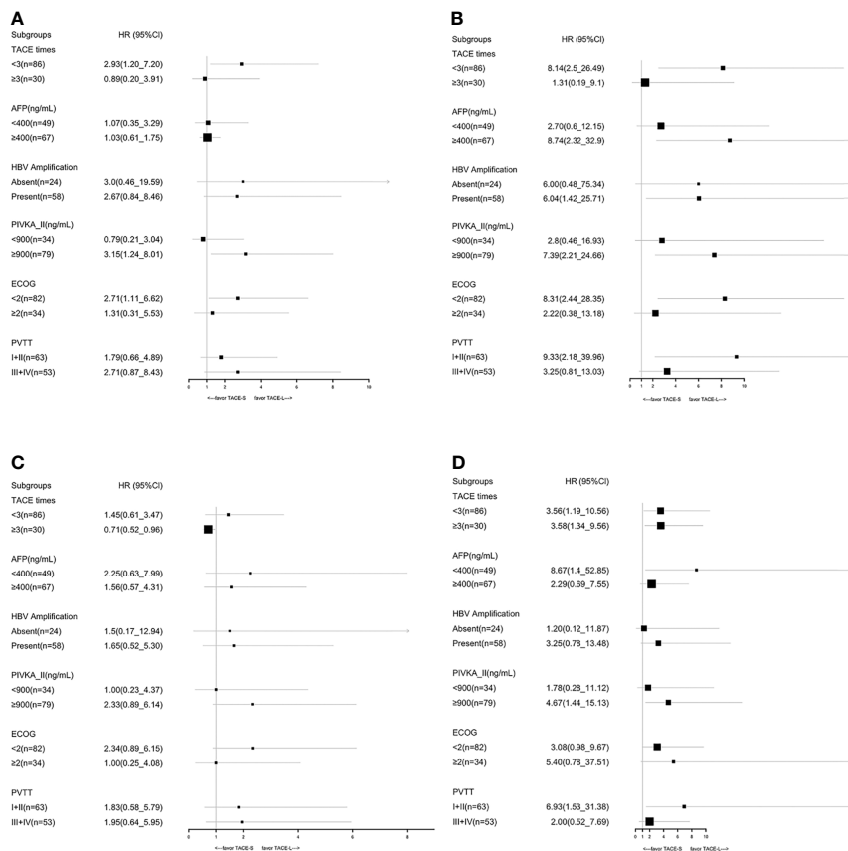 A
Subgroups HR (95%CI)
TACE times
<3(n=86) 2.93(1.20_7.20)
≥3(n=30) 0.89(0.20_3.91)
AFP(ng/mL)
<400(n=49) 1.07(0.35_3.29)
≥400(n=67) 1.03(0.61_1.75)
HBV Amplification
Absent(n=24) 3.0(0.46_19.59)
Present(n=58) 2.67(0.84_8.46)
PIVKA_II(ng/mL)
<900(n=34) 0.79(0.21_3.04)
≥900(n=79) 3.15(1.24_8.01)
ECOG
<2(n=82) 2.71(1.11_6.62)
≥2(n=34) 1.31(0.31_5.53)
PVTT
I+II(n=63) 1.79(0.66_4.89)
III+IV(n=53) 2.71(0.87_8.43)
0 1 2 4 6 8 10
<---favor TACE-S favor TACE-L--->
B
Subgroups HR (95%CI)
TACE times
<3(n=86) 8.14(2.5_26.49)
≥3(n=30) 1.31(0.19_9.1)
AFP(ng/mL)
<400(n=49) 2.70(0.6_12.15)
≥400(n=67) 8.74(2.32_32.9)
HBV Amplification
Absent(n=24) 6.00(0.48_75.34)
Present(n=58) 6.04(1.42_25.71)
PIVKA_II(ng/mL)
<900(n=34) 2.8(0.46_16.93)
≥900(n=79) 7.39(2.21_24.66)
ECOG
<2(n=82) 8.31(2.44_28.35)
≥2(n=34) 2.22(0.38_13.18)
PVTT
I+II(n=63) 9.33(2.18_39.96)
III+IV(n=53) 3.25(0.81_13.03)
0 1 2 4 6 8 10
<---favor TACE-S favor TACE-L--->
C
Subgroups HR (95%CI)
TACE times
<3(n=86) 1.45(0.61_3.47)
≥3(n=30) 0.71(0.52_0.96)
AFP(ng/mL)
<400(n=49) 2.25(0.63_7.99)
≥400(n=67) 1.56(0.57_4.31)
HBV Amplification
Absent(n=24) 1.5(0.17_12.94)
Present(n=58) 1.65(0.52_5.30)
PIVKA_II(ng/mL)
<900(n=34) 1.00(0.23_4.37)
≥900(n=79) 2.33(0.89_6.14)
ECOG
<2(n=82) 2.34(0.89_6.15)
≥2(n=34) 1.00(0.25_4.08)
PVTT
I+II(n=63) 1.83(0.58_5.79)
III+IV(n=53) 1.95(0.64_5.95)
0 1 2 4 6 8
<---favor TACE-S favor TACE-L--->
D
Subgroups HR (95%CI)
TACE times
<3(n=86) 3.56(1.19_10.56)
≥3(n=30) 3.58(1.34_9.56)
AFP(ng/mL)
<400(n=49) 8.67(1.4_52.85)
≥400(n=67) 2.29(0.69_7.55)
HBV Amplification
Absent(n=24) 1.20(0.12_11.87)
Present(n=58) 3.25(0.78_13.48)
PIVKA_II(ng/mL)
<900(n=34) 1.78(0.28_11.12)
≥900(n=79) 4.67(1.44_15.13)
ECOG
<2(n=82) 3.08(0.98_9.67)
≥2(n=34) 5.40(0.78_37.51)
PVTT
I+II(n=63) 6.93(1.53_31.38)
III+IV(n=53) 2.00(0.52_7.69)
0 1 2 4 6 8 10
<---favor TACE-S favor TACE-L--->